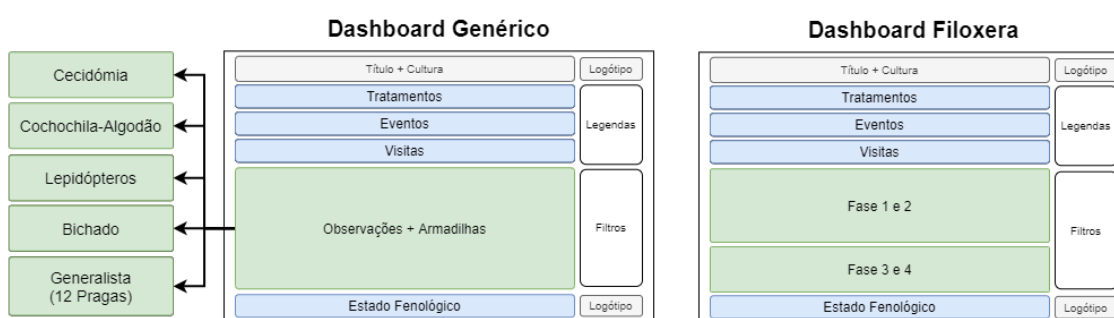 Dashboard Genérico
Dashboard Filoxera
Cecidómia
Cochochila-Algodão
Lepidópteros
Bichado
Generalista
(12 Pragas)
Título + Cultura
Logótipo
Tratamentos
Eventos
Visitas
Legendas
Observações + Armadilhas
Filtros
Estado Fenológico
Logótipo
Título + Cultura
Logótipo
Tratamentos
Eventos
Visitas
Legendas
Fase 1 e 2
Fase 3 e 4
Filtros
Estado Fenológico
Logótipo